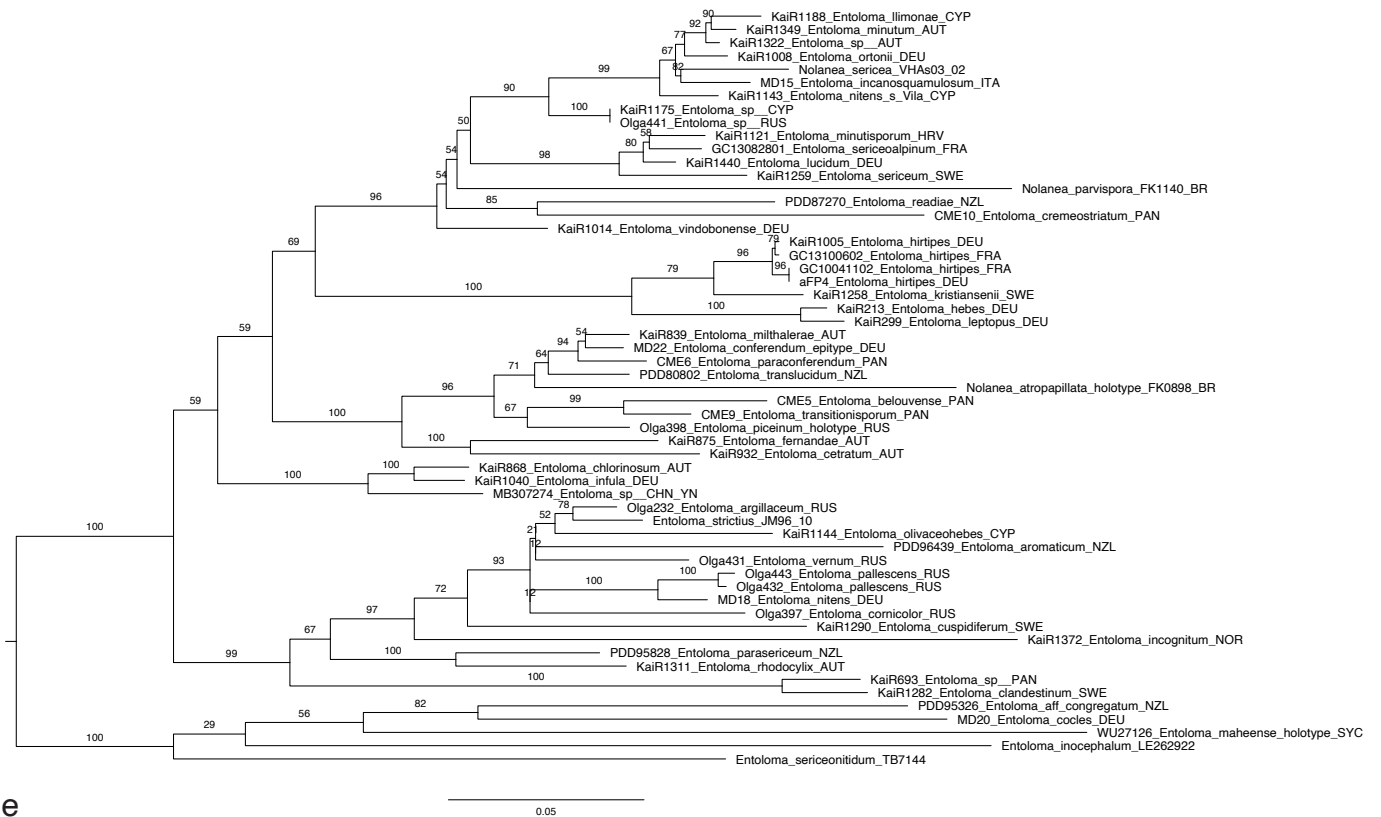 90
KaiR1188_Entoloma_llimonae_CYP
92
KaiR1349_Entoloma_minutum_AUT
77
KaiR1322_Entoloma_sp__AUT
67
KaiR1008_Entoloma_ortonii_DEU
99
82
Nolanea_sericea_VHAs03_02
MD15_Entoloma_incanosquamulosum_ITA
90
KaiR1143_Entoloma_nitens_s_Vila_CYP
100
KaiR1175_Entoloma_sp__CYP
Olga441_Entoloma_sp__RUS
50
58
KaiR1121_Entoloma_minutisporum_HRV
80
GC13082801_Entoloma_sericeoalpinum_FRA
54
98
KaiR1440_Entoloma_lucidum_DEU
KaiR1259_Entoloma_sericeum_SWE
54
Nolanea_parvispora_FK1140_BR
96
85
PDD87270_Entoloma_readiae_NZL
CME10_Entoloma_cremeostriatum_PAN
KaiR1014_Entoloma_vindobonense_DEU
69
79
KaiR1005_Entoloma_hirtipes_DEU
96
GC13100602_Entoloma_hirtipes_FRA
79
96
GC10041102_Entoloma_hirtipes_FRA
aFP4_Entoloma_hirtipes_DEU
100
KaiR1258_Entoloma_kristiansenii_SWE
100
KaiR213_Entoloma_hebes_DEU
KaiR299_Entoloma_leptopus_DEU
59
54
KaiR839_Entoloma_milthalerae_AUT
94
MD22_Entoloma_conferendum_epitype_DEU
64
CME6_Entoloma_paraconferendum_PAN
71
PDD80802_Entoloma_translucidum_NZL
96
Nolanea_atropapillata_holotype_FK0898_BR
59
99
CME5_Entoloma_belouvense_PAN
67
100
CME9_Entoloma_transitionisporum_PAN
Olga398_Entoloma_piceinum_holotype_RUS
100
KaiR875_Entoloma_fernandae_AUT
KaiR932_Entoloma_cetratum_AUT
100
100
KaiR868_Entoloma_chlorinosum_AUT
KaiR1040_Entoloma_infula_DEU
MB307274_Entoloma_sp__CHN_YN
78
Olga232_Entoloma_argillaceum_RUS
52
Entoloma_strictius_JM96_10
100
21
KaiR1144_Entoloma_olivaceohebes_CYP
12
PDD96439_Entoloma_aromaticum_NZL
93
Olga431_Entoloma_vernum_RUS
100
Olga443_Entoloma_pallescens_RUS
72
100
Olga432_Entoloma_pallescens_RUS
12
MD18_Entoloma_nitens_DEU
97
Olga397_Entoloma_cornicolor_RUS
KaiR1290_Entoloma_cuspidiferum_SWE
67
KaiR1372_Entoloma_incognitum_NOR
99
100
PDD95828_Entoloma_parasericeum_NZL
KaiR1311_Entoloma_rhodocylix_AUT
100
KaiR693_Entoloma_sp__PAN
KaiR1282_Entoloma_clandestinum_SWE
82
PDD95326_Entoloma_aff_congregatum_NZL
56
MD20_Entoloma_cocles_DEU
29
WU27126_Entoloma_maheense_holotype_SYC
100
Entoloma_inocephalum_LE262922
Entoloma_sericeonitidum_TB7144
e
0.05